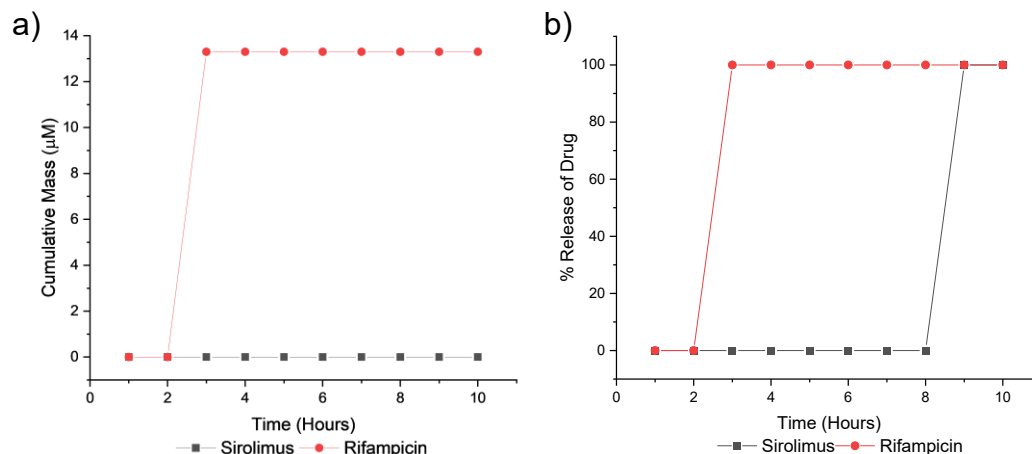 a)
Cumulative Mass (μM)
14
12
10
8
6
4
2
0
0 2 4 6 8 10
Time (Hours)
Sirolimus Rifampicin
b)
% Release of Drug
100
80
60
40
20
0
0 2 4 6 8 10
Time (Hours)
Sirolimus Rifampicin